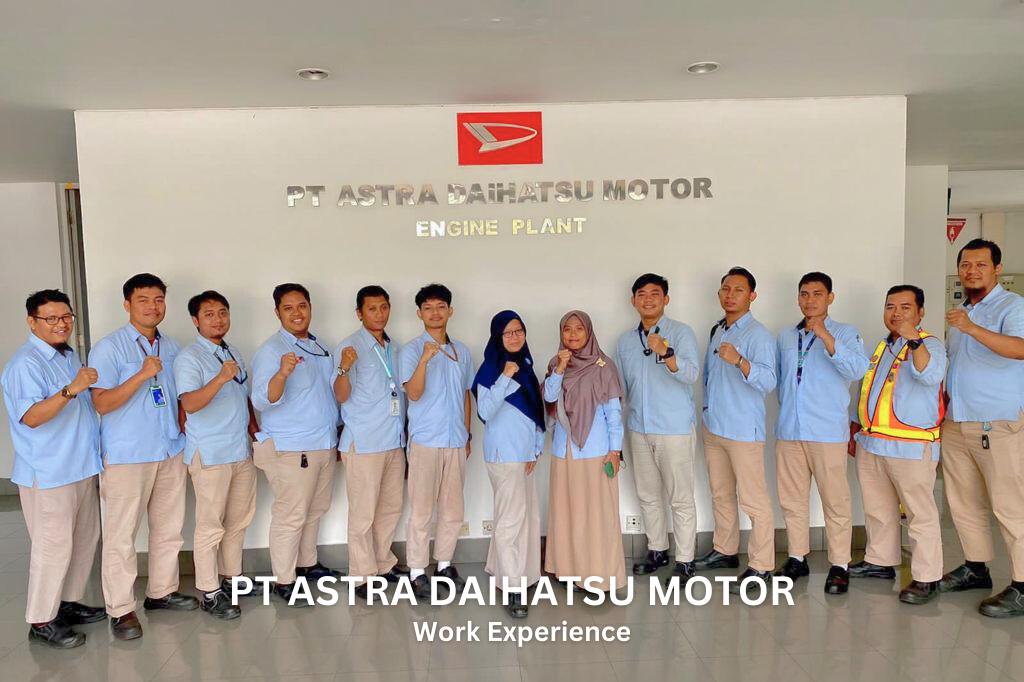 PT ASTRA DAIHATSU MOTOR
ENGINE PLANT
PT ASTRA DAIHATSU MOTOR
Work Experience